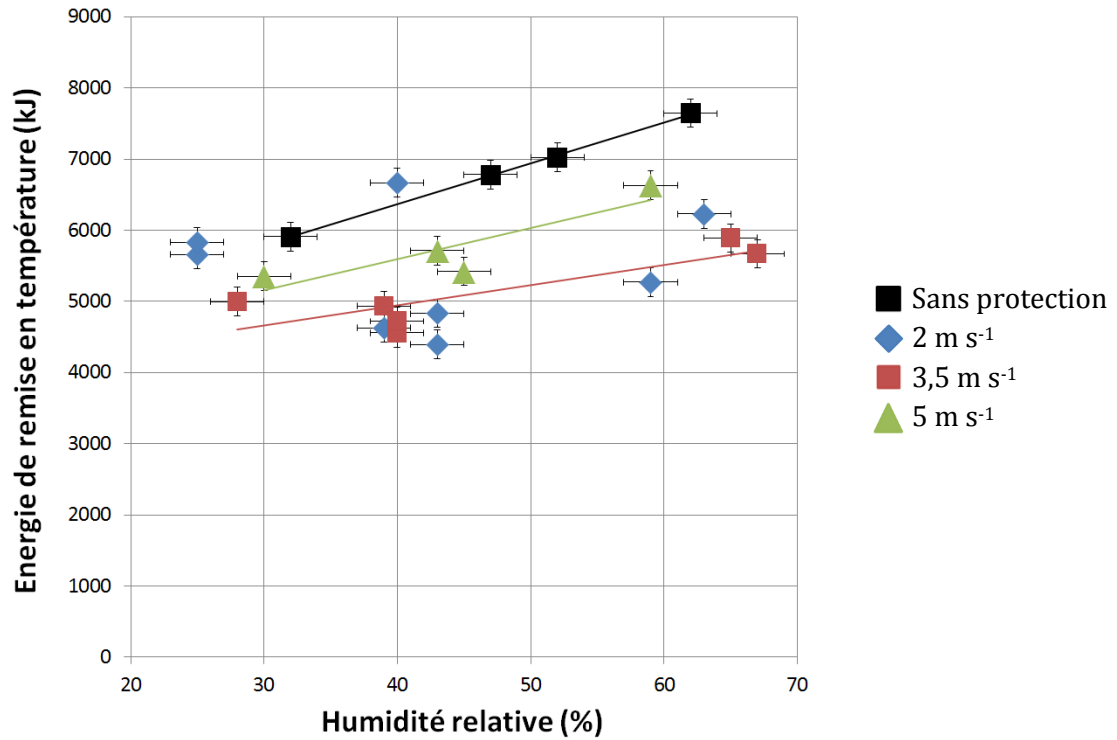 9000
8000
7000
6000
5000
4000
3000
2000
1000
0
Energie de remise en température (kJ)
20 30 40 50 60 70
Humidité relative (%)
Sans protection
2 m s-1
3,5 m s-1
5 m s-1